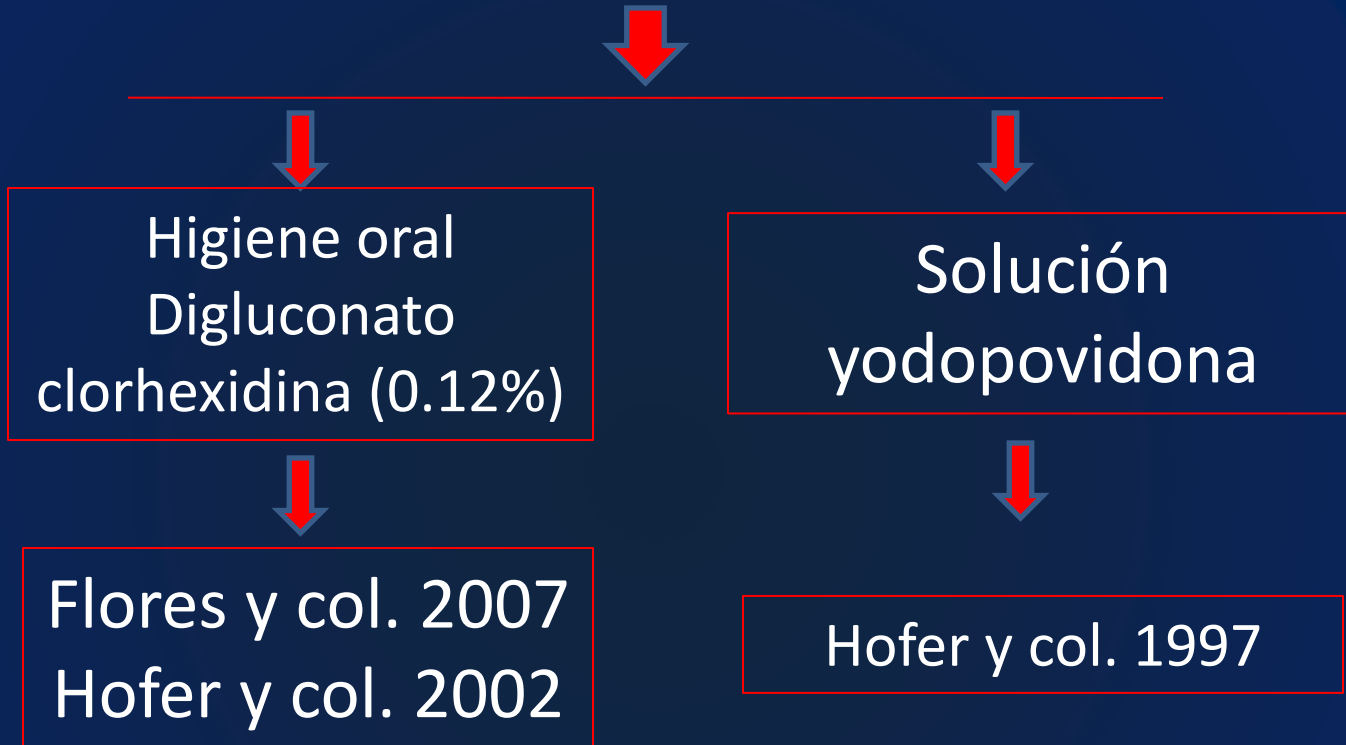 Higiene oral
Digluconato
clorhexidina (0.12%)
Solución
yodopovidona
Flores y col. 2007
Hofer y col. 2002
Hofer y col. 1997